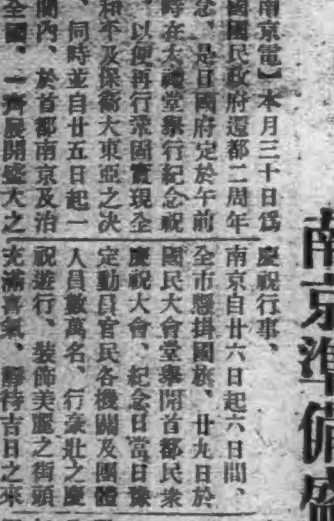 南京準備盛
南京電】本月三十日爲
國國民政府還都二周年
念、是日國府定於午前
時在大禮堂舉行紀念祝
、以便再行鞏固實現全
和平及保衛大東亞之決
、同時並自廿五日起一
間內、於首都南京及治
全國、一齊展開盛大之
慶祝行事、
南京自廿六日起六日間、
全市懸掛國旗、廿九日於
國民大會堂舉開首都民衆
慶祝大會、紀念日當日豫
定動員官民各機關及團體
人員數萬名、行豪壯之慶
祝遊行、裝飾美麗之街頭
充滿喜氣、靜待吉日之來